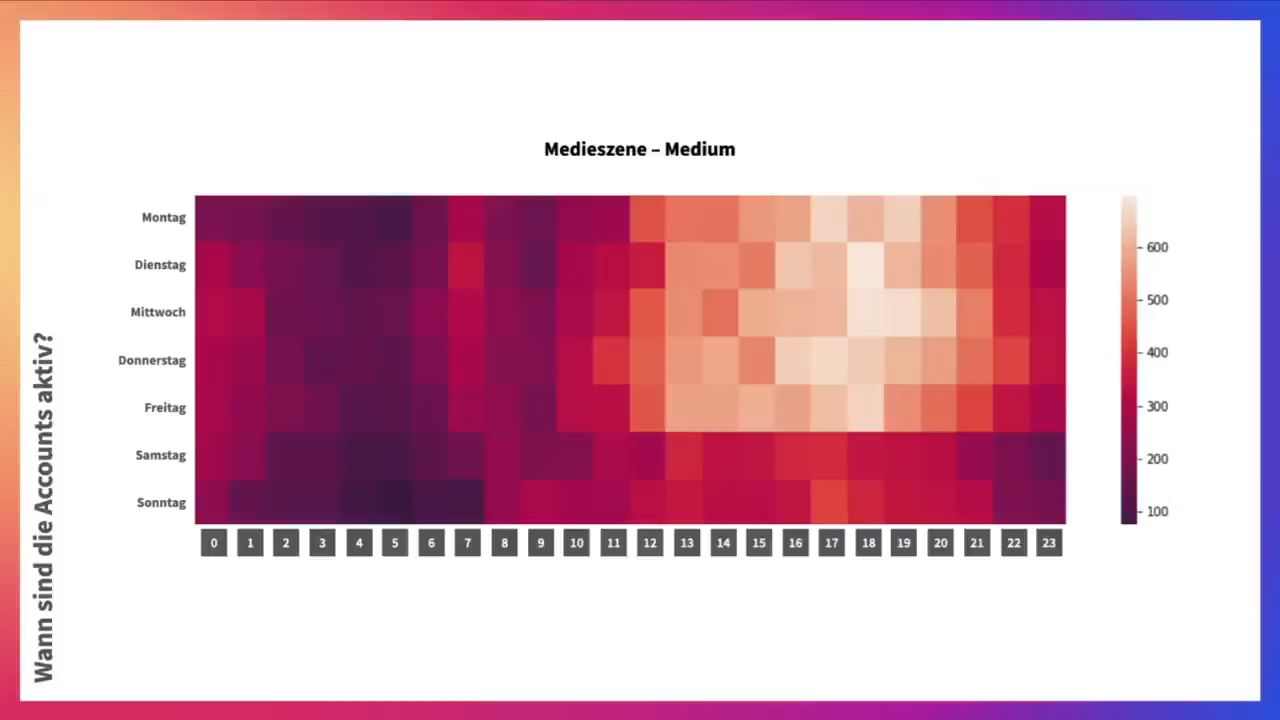 Wann sind die Accounts aktiv?
Medieszene – Medium
Montag
Dienstag
Mittwoch
Donnerstag
Freitag
Samstag
Sonntag
0 1 2 3 4 5 6 7 8 9 10 11 12 13 14 15 16 17 18 19 20 21 22 23
600
500
400
300
200
100